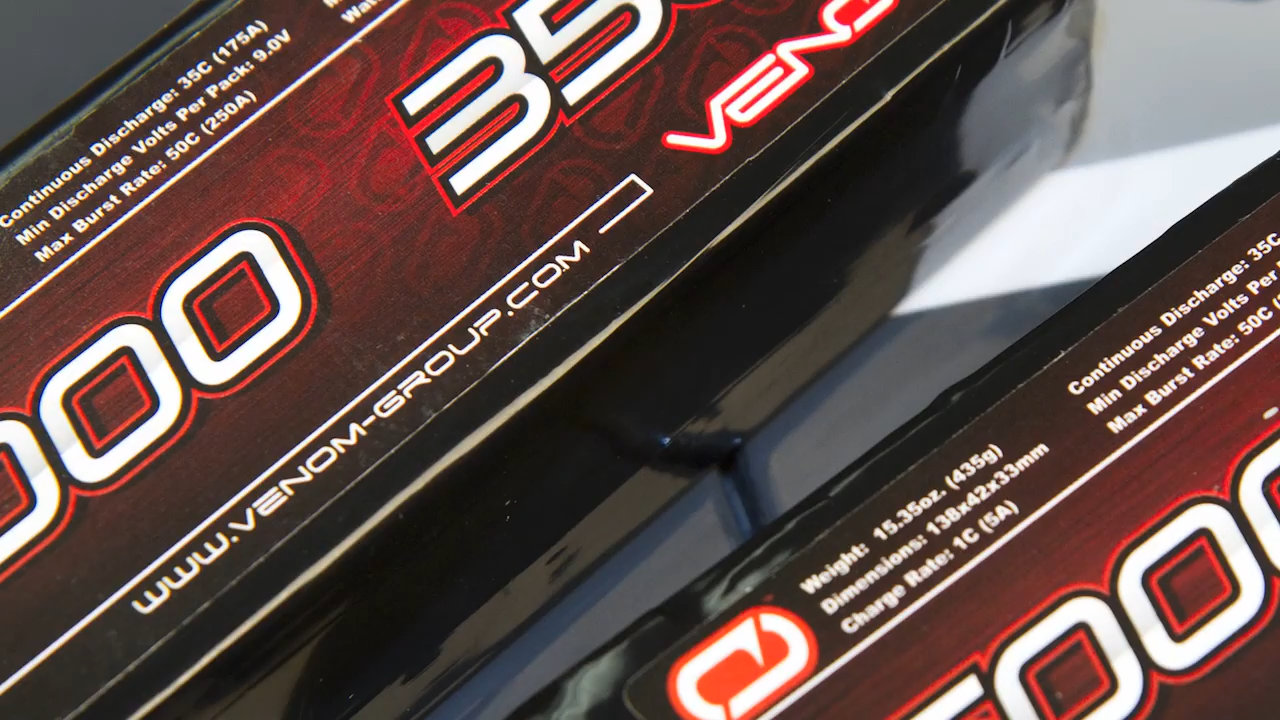 Continuous Discharge: 35C (175A)
Min Discharge Volts Per Pack: 9.0V
Max Burst Rate: 50C (250A)
35
000
WWW.VENOM-GROUP.COM
Continuous Discharge: 35C
Min Discharge Volts Per
Max Burst Rate: 50C
Weight: 15.35oz. (435g)
Dimensions: 138x42x33mm
Charge Rate: 1C (5A)
5000